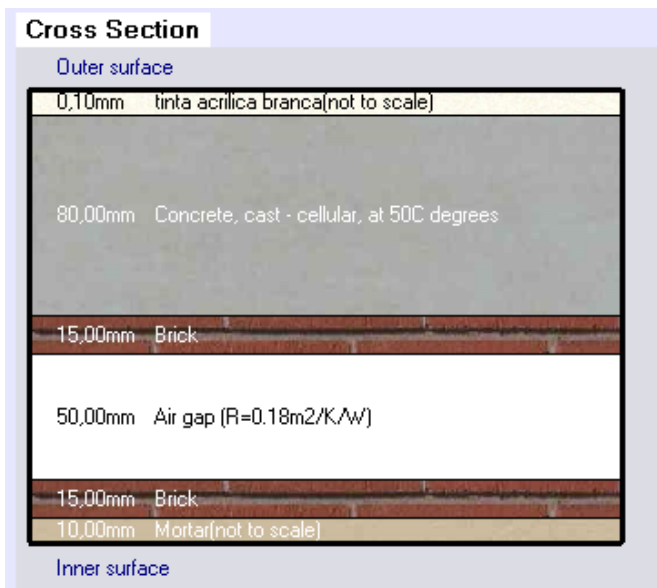 Cross Section
Outer surface
0,10mm tinta acrilica branca(not to scale)
80,00mm Concrete, cast - cellular, at 50C degrees
15,00mm Brick
50,00mm Air gap (R=0.18m2/K/W)
15,00mm Brick
10,00mm Mortar(not to scale)
Inner surface